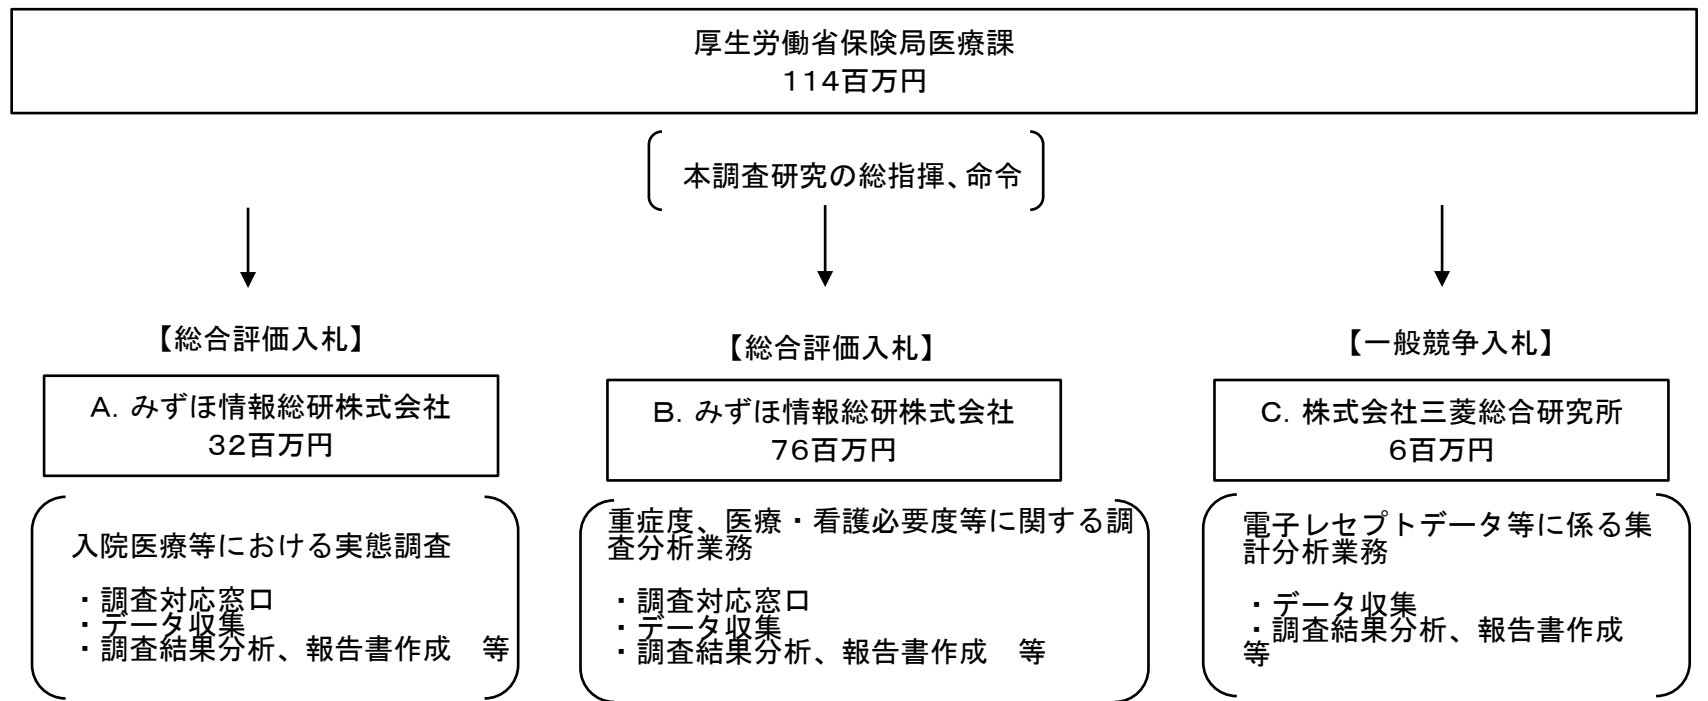 厚生労働省保険局医療課
114百万円
本調査研究の総指揮、命令
【総合評価入札】
A. みずほ情報総研株式会社
32百万円
入院医療等における実態調査
・調査対応窓口
・データ収集
・調査結果分析、報告書作成　等
【総合評価入札】
B. みずほ情報総研株式会社
76百万円
重症度、医療・看護必要度等に関する調
査分析業務
・調査対応窓口
・データ収集
・調査結果分析、報告書作成　等
【一般競争入札】
C. 株式会社三菱総合研究所
6百万円
電子レセプトデータ等に係る集
計分析業務
・データ収集
・調査結果分析、報告書作成
等